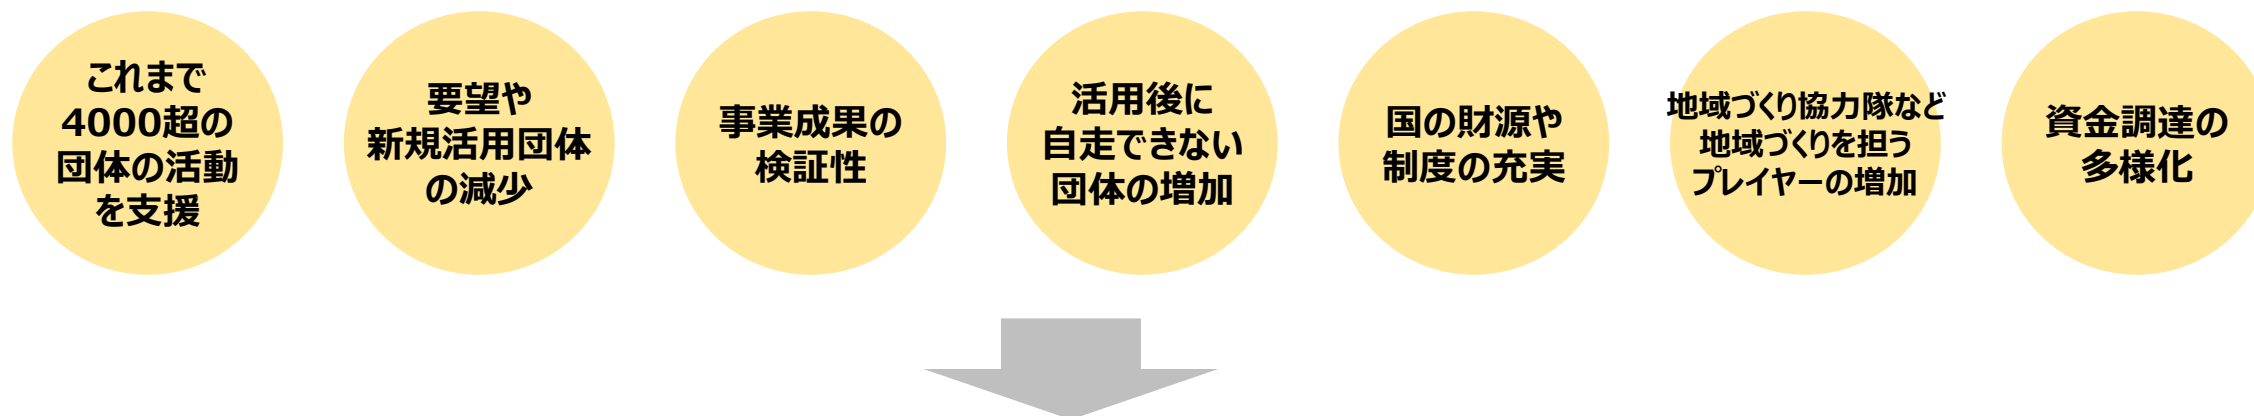 これまで
4000超の
団体の活動
を支援
要望や
新規活用団体
の減少
事業成果の
検証性
活用後に
自走できない
団体の増加
国の財源や
制度の充実
地域づくり協力隊など
地域づくりを担う
プレイヤーの増加
資金調達の
多様化